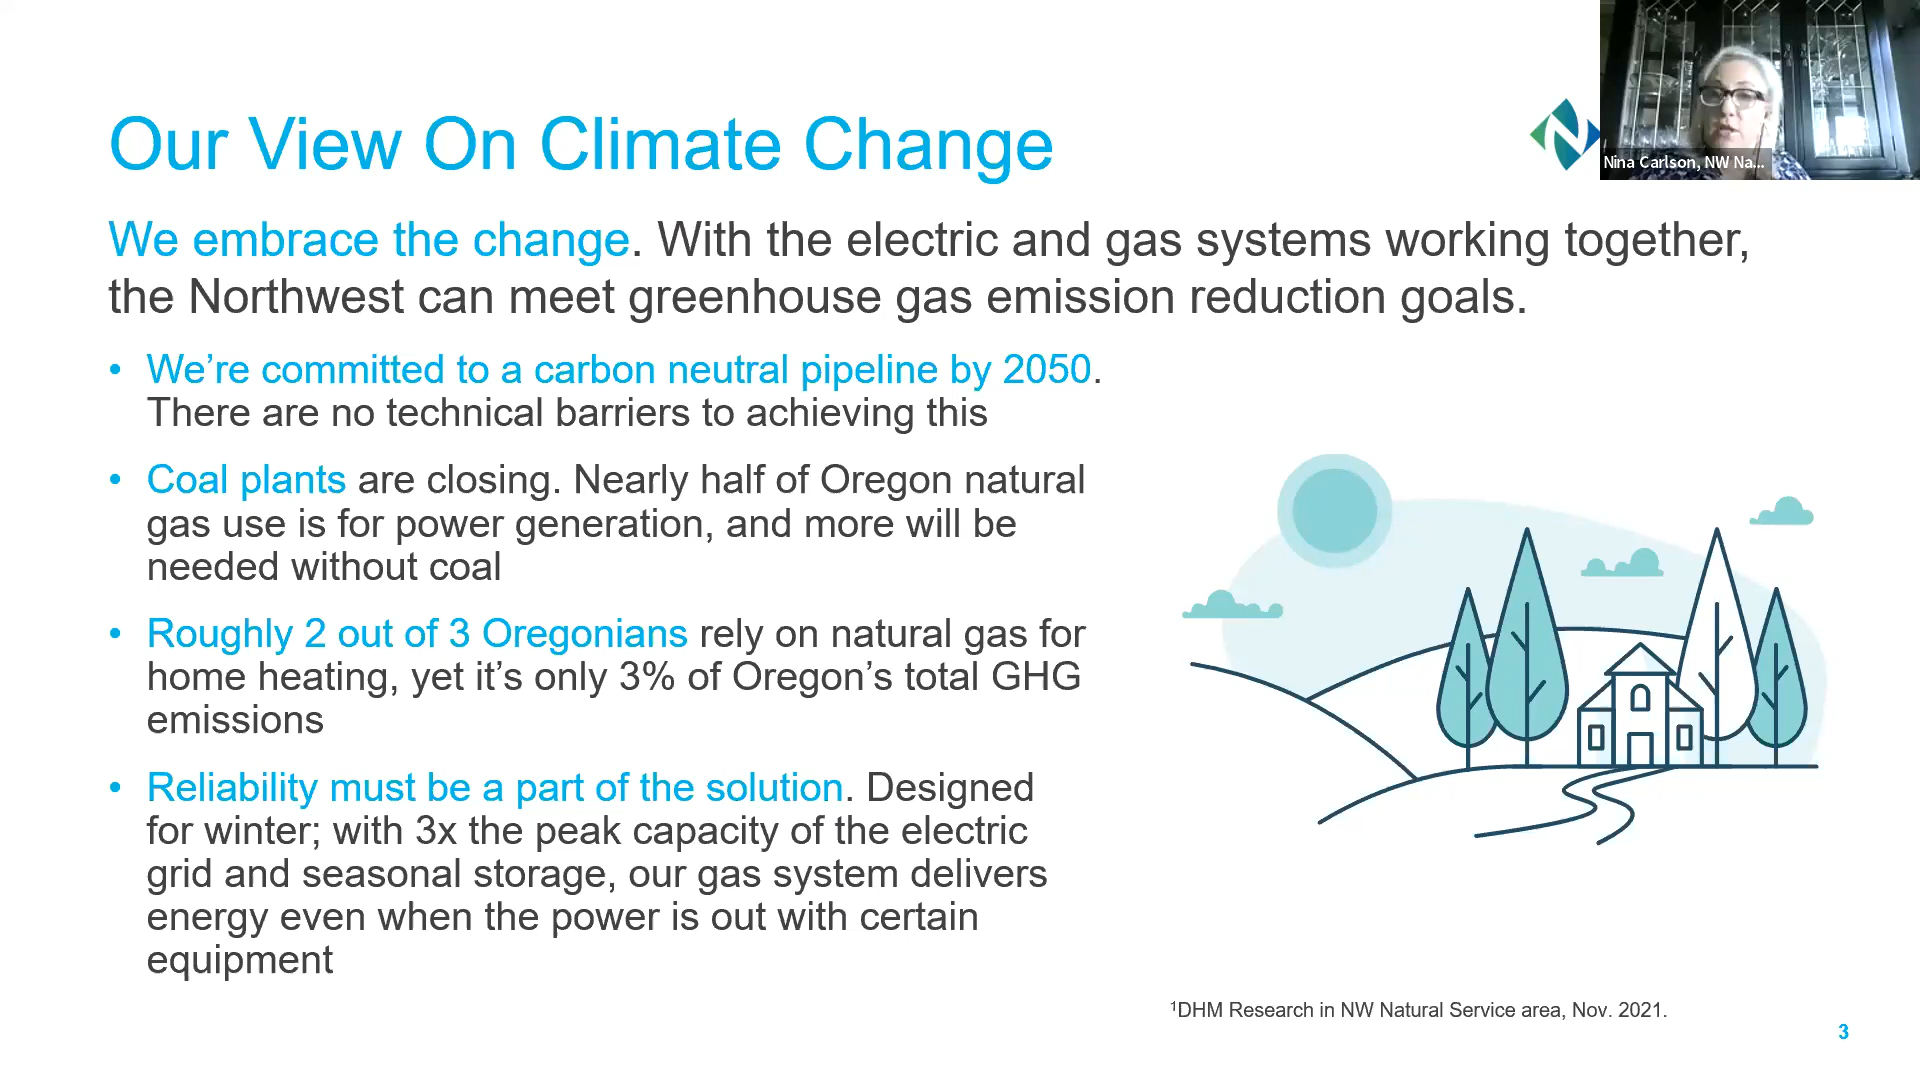 Our View On Climate Change
Nina Carlson, NW Na...
We embrace the change. With the electric and gas systems working together,
the Northwest can meet greenhouse gas emission reduction goals.
• We’re committed to a carbon neutral pipeline by 2050.
There are no technical barriers to achieving this
• Coal plants are closing. Nearly half of Oregon natural
gas use is for power generation, and more will be
needed without coal
• Roughly 2 out of 3 Oregonians rely on natural gas for
home heating, yet it’s only 3% of Oregon’s total GHG
emissions
• Reliability must be a part of the solution. Designed
for winter; with 3x the peak capacity of the electric
grid and seasonal storage, our gas system delivers
energy even when the power is out with certain
equipment
¹DHM Research in NW Natural Service area, Nov. 2021.
3